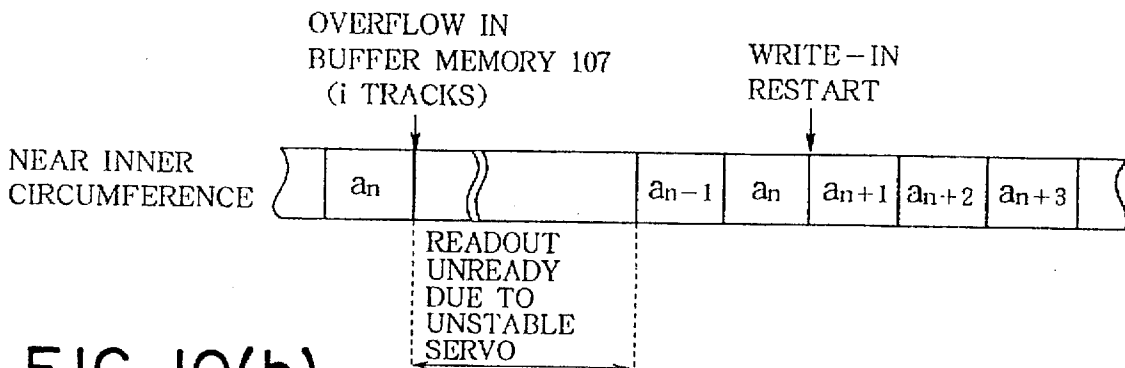 OVERFLOW IN
BUFFER MEMORY 107
(i TRACKS)
WRITE-IN
RESTART
NEAR INNER
CIRCUMFERENCE
an an-1 an an+1 an+2 an+3
READOUT
UNREADY
DUE TO
UNSTABLE
SERVO